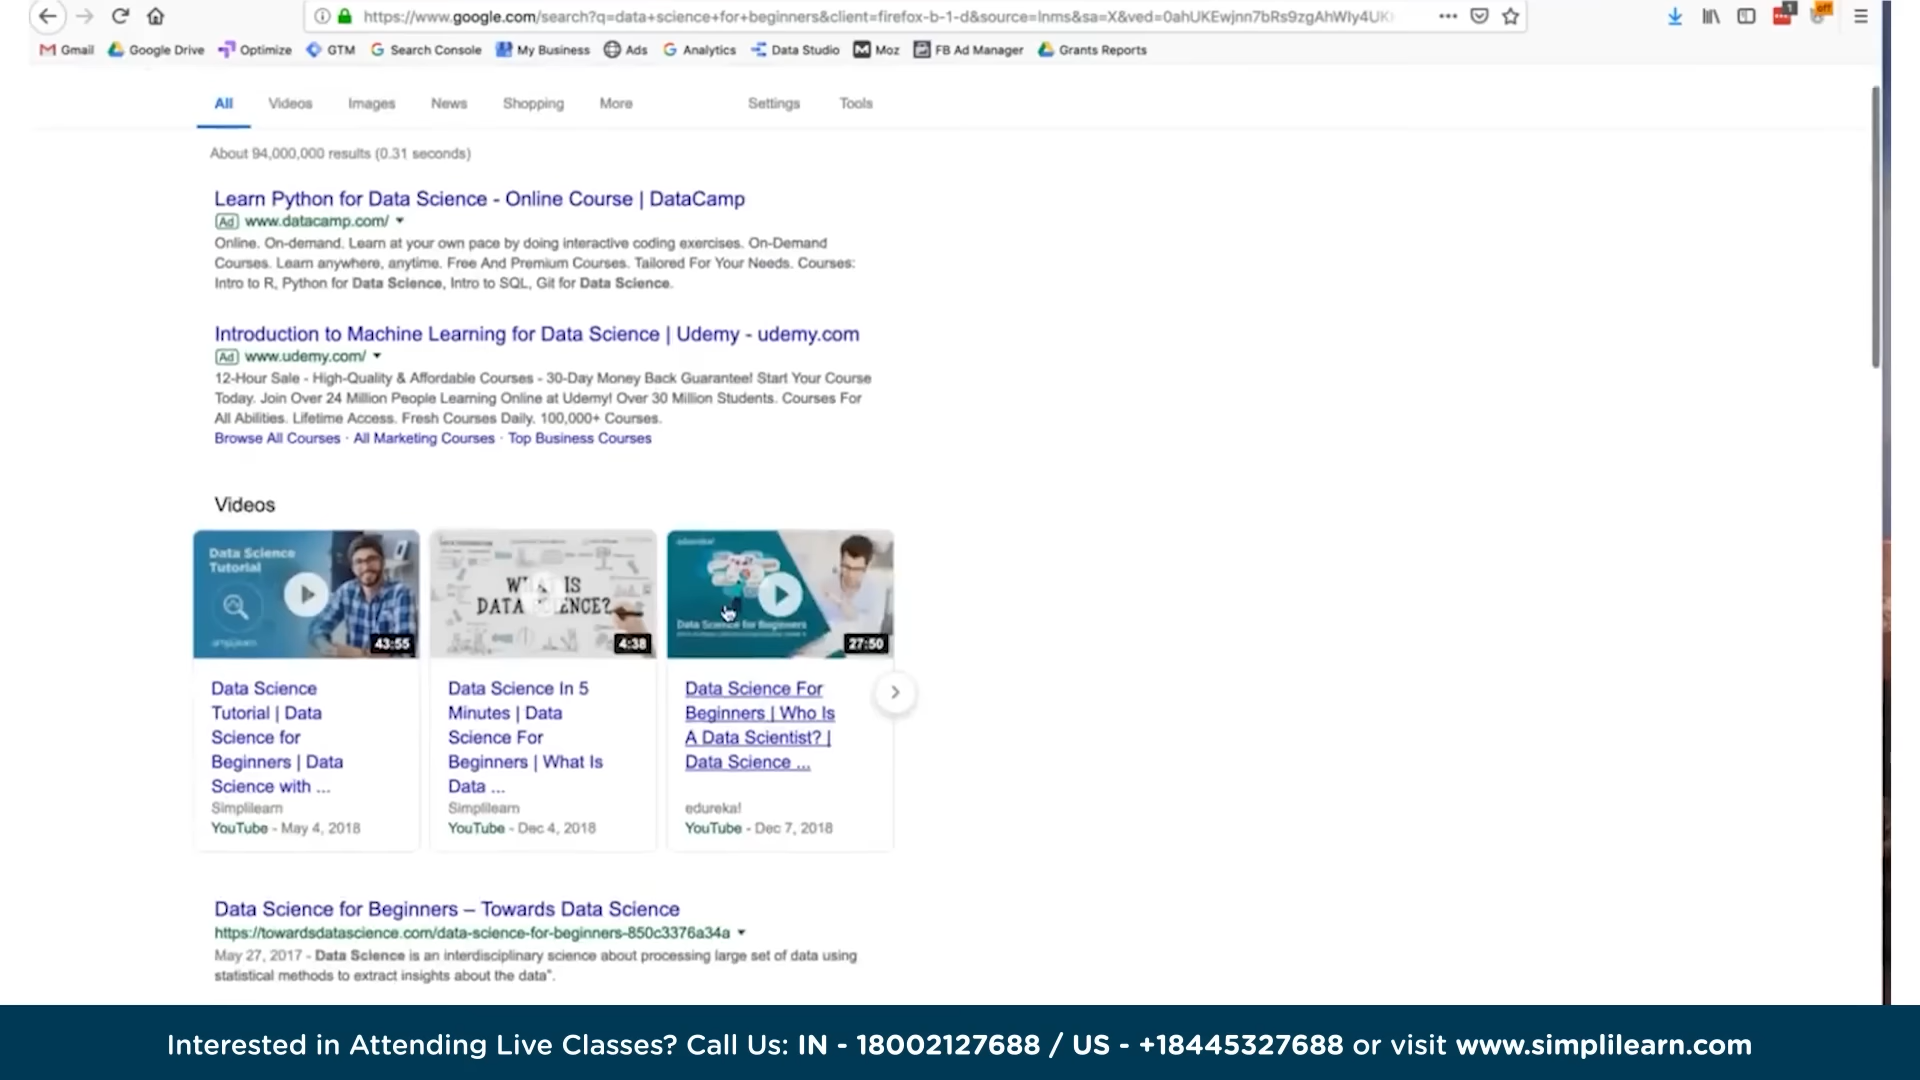 https://www.google.com/search?q=data+science+for+beginners&client=firefox-b-1-d&source=lnms&sa=X&ved=0ahUKEwjnn7bRs9zgAhWIy4UK
1
off
Gmail Google Drive Optimize GTM Search Console My Business Ads Analytics Data Studio Moz FB Ad Manager Grants Reports
All Videos Images News Shopping More Settings Tools
About 94,000,000 results (0.31 seconds)
Learn Python for Data Science - Online Course | DataCamp
Ad www.datacamp.com/
Online. On-demand. Learn at your own pace by doing interactive coding exercises. On-Demand
Courses. Learn anywhere, anytime. Free And Premium Courses. Tailored For Your Needs. Courses:
Intro to R, Python for Data Science, Intro to SQL, Git for Data Science.
Introduction to Machine Learning for Data Science | Udemy - udemy.com
Ad www.udemy.com/
12-Hour Sale - High-Quality & Affordable Courses - 30-Day Money Back Guarantee! Start Your Course
Today. Join Over 24 Million People Learning Online at Udemy! Over 30 Million Students. Courses For
All Abilities. Lifetime Access. Fresh Courses Daily. 100,000+ Courses.
Browse All Courses · All Marketing Courses · Top Business Courses
Videos
Data Science
Tutorial
simplilearn
43:55
WHAT IS
DATA SCIENCE?
4:38
edureka!
Data Science for Beginners
27:50
Data Science
Tutorial | Data
Science for
Beginners | Data
Science with ...
Simplilearn
YouTube - May 4, 2018
Data Science In 5
Minutes | Data
Science For
Beginners | What Is
Data ...
Simplilearn
YouTube - Dec 4, 2018
Data Science For
Beginners | Who Is
A Data Scientist? |
Data Science ...
edureka!
YouTube - Dec 7, 2018
Data Science for Beginners – Towards Data Science
https://towardsdatascience.com/data-science-for-beginners-850c3376a34a
May 27, 2017 - Data Science is an interdisciplinary science about processing large set of data using
statistical methods to extract insights about the data".
Interested in Attending Live Classes? Call Us: IN - 18002127688 / US - +18445327688 or visit www.simplilearn.com